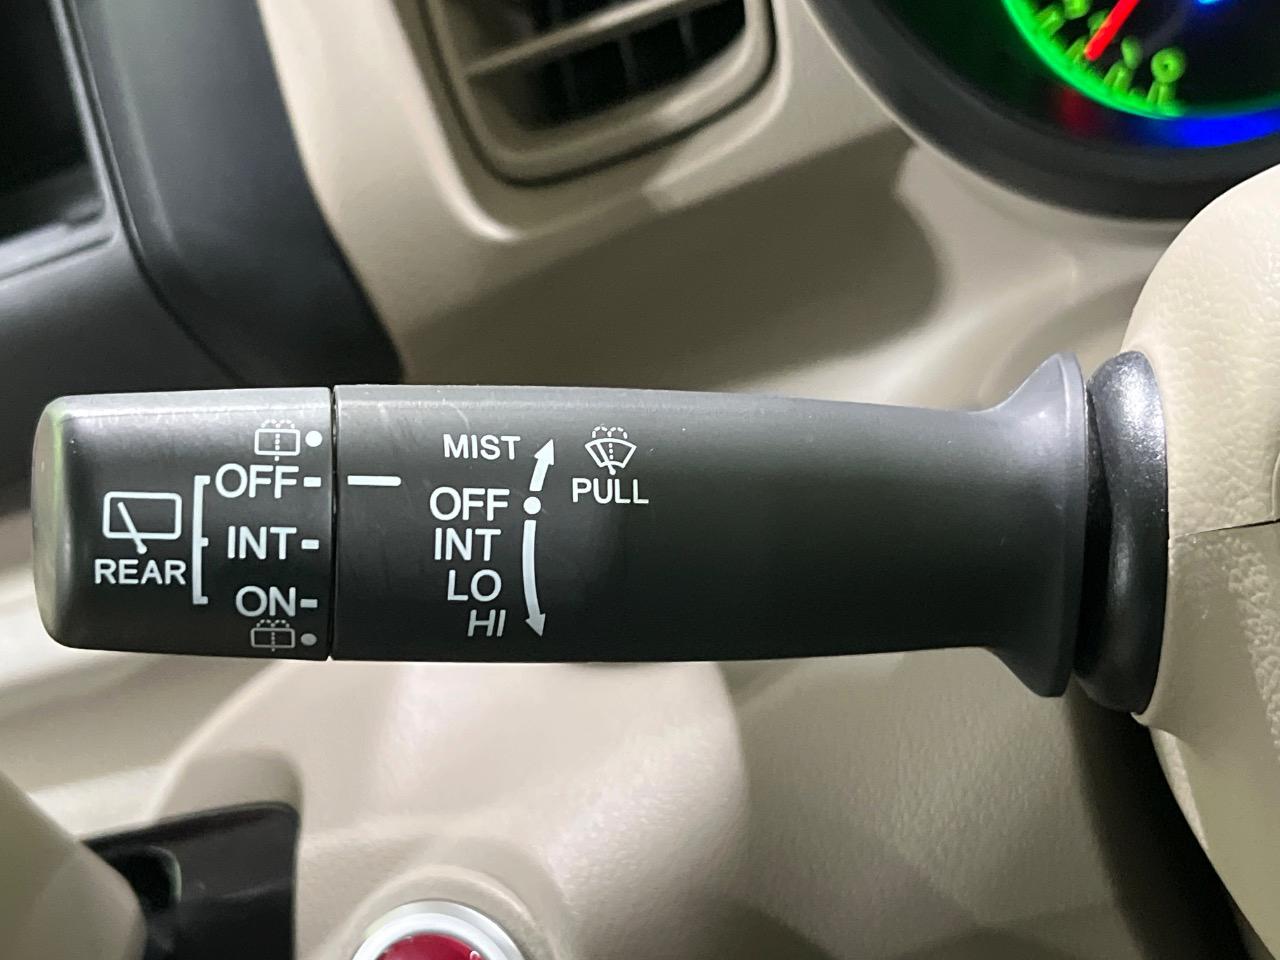 REAR
OFF
INT
ON
MIST
OFF
INT
LO
HI
PULL